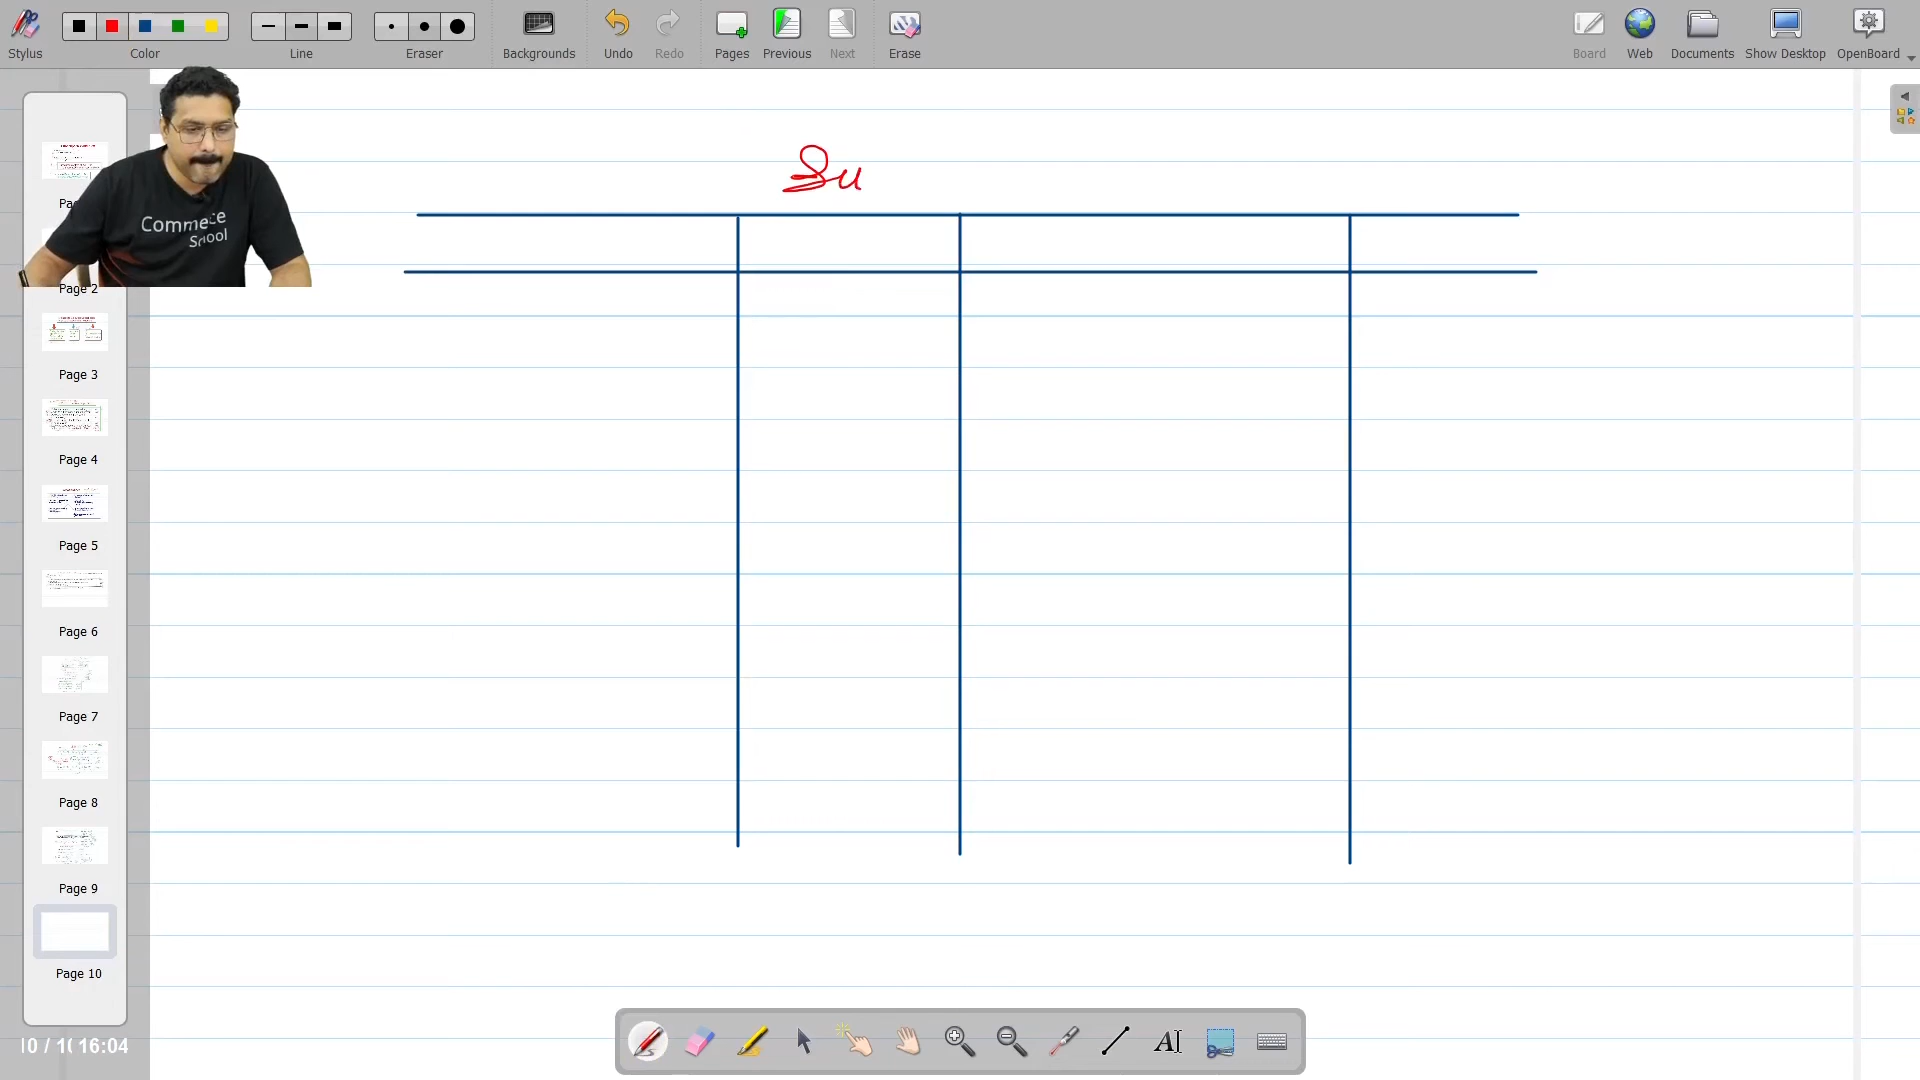 Stylus
Color
Line
Eraser
Backgrounds
Undo
Redo
Pages
Previous
Next
Erase
Board
Web
Documents
Show Desktop
OpenBoard
Su
Commerce
School
Page 2
Page 3
Page 4
Page 5
Page 6
Page 7
Page 8
Page 9
Page 10
16:04